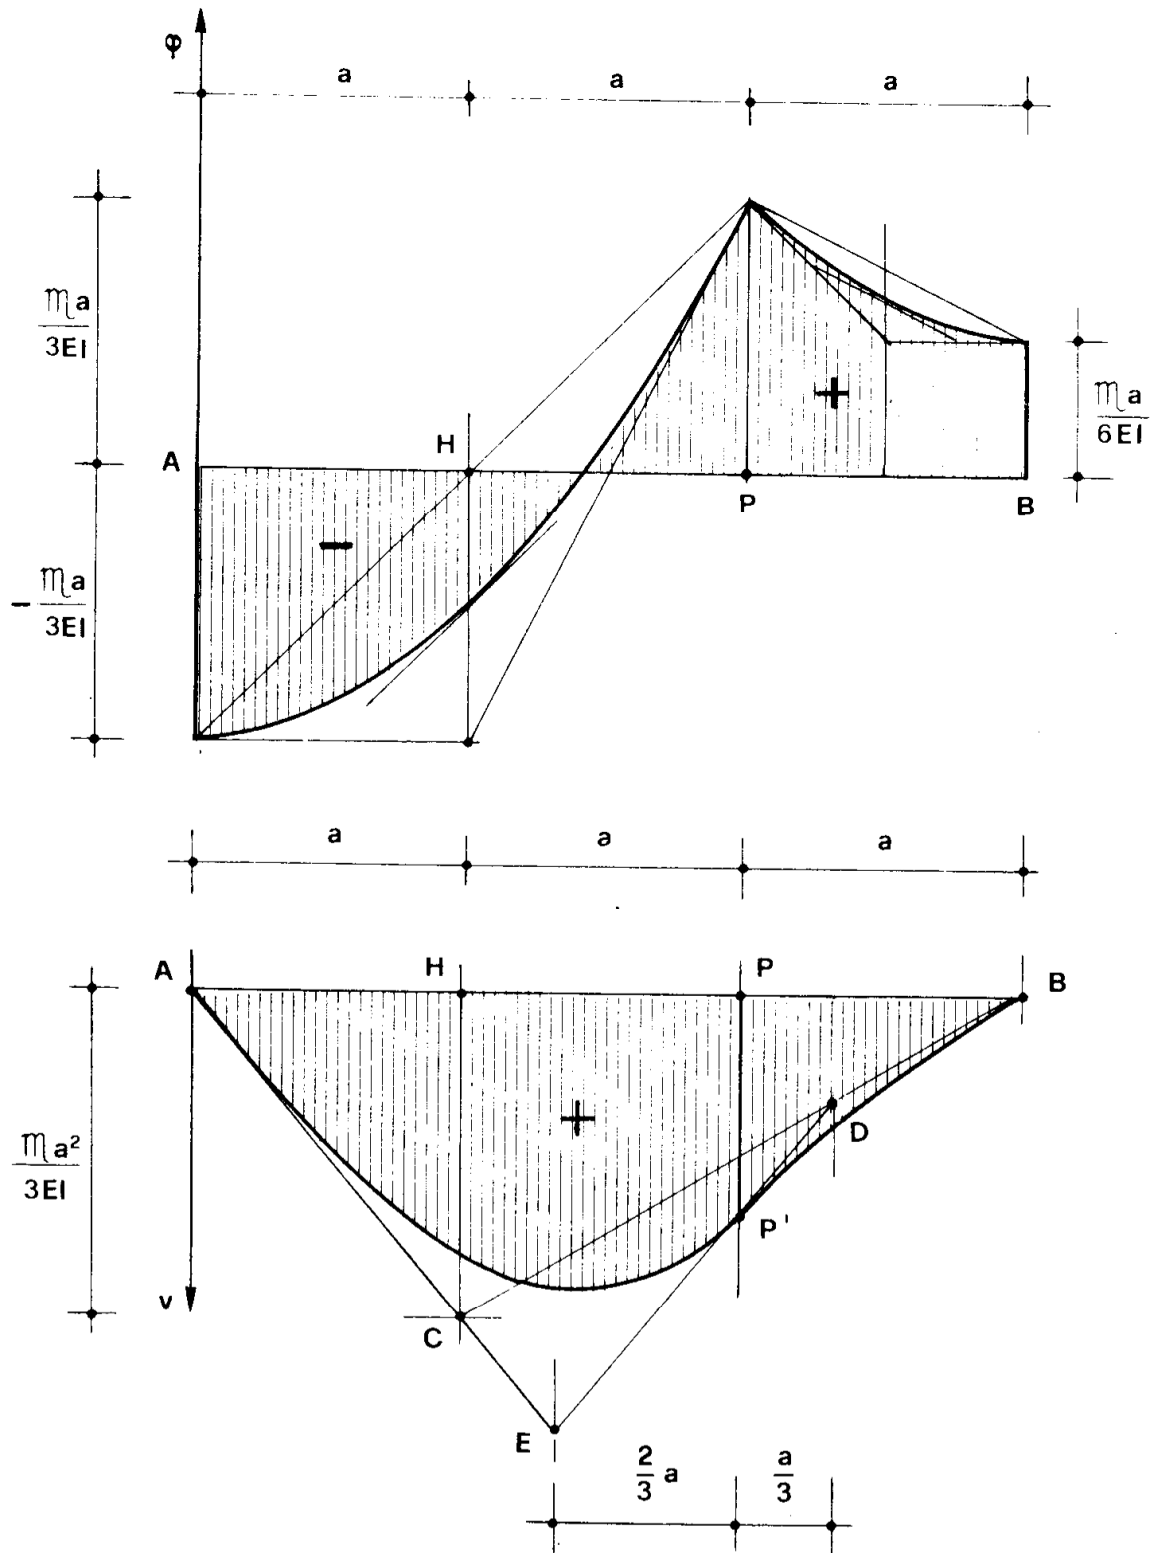 φ
a a a
𝔐a
3EI
A H
P B
𝔐a
6EI
+
−
− 𝔐a
3EI
a a a
A H P B
+
𝔐a²
3EI
D
P'
v
C
E
2/3 a a/3